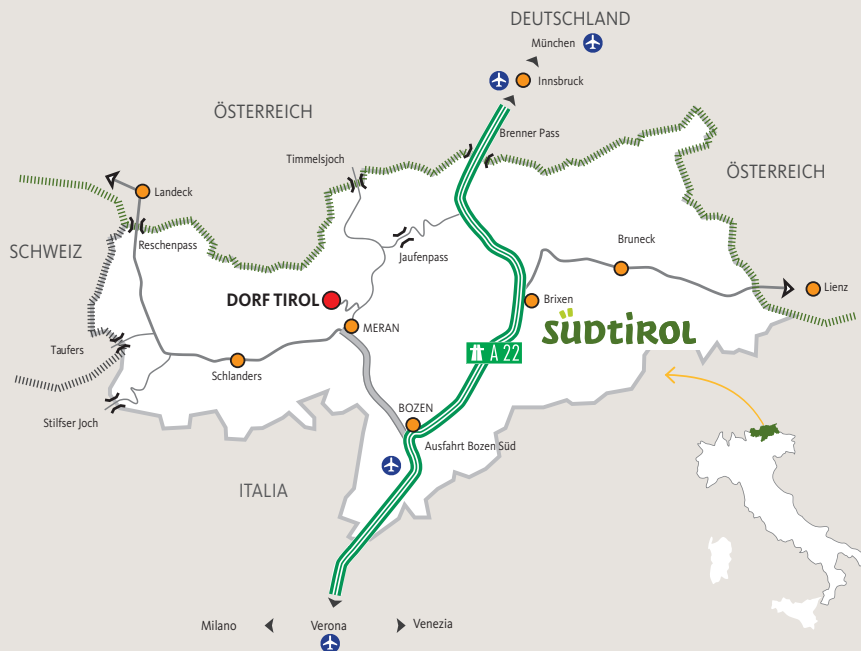 DEUTSCHLAND
München
Innsbruck
ÖSTERREICH
Brenner Pass
Timmelsjoch
ÖSTERREICH
Landeck
SCHWEIZ
Reschenpass
Jaufenpass
Bruneck
Lienz
DORF TIROL
Brixen
MERAN
SÜDTIROL
A 22
Taufers
Schlanders
Stilfser Joch
BOZEN
Ausfahrt Bozen Süd
ITALIA
Milano
Verona
Venezia